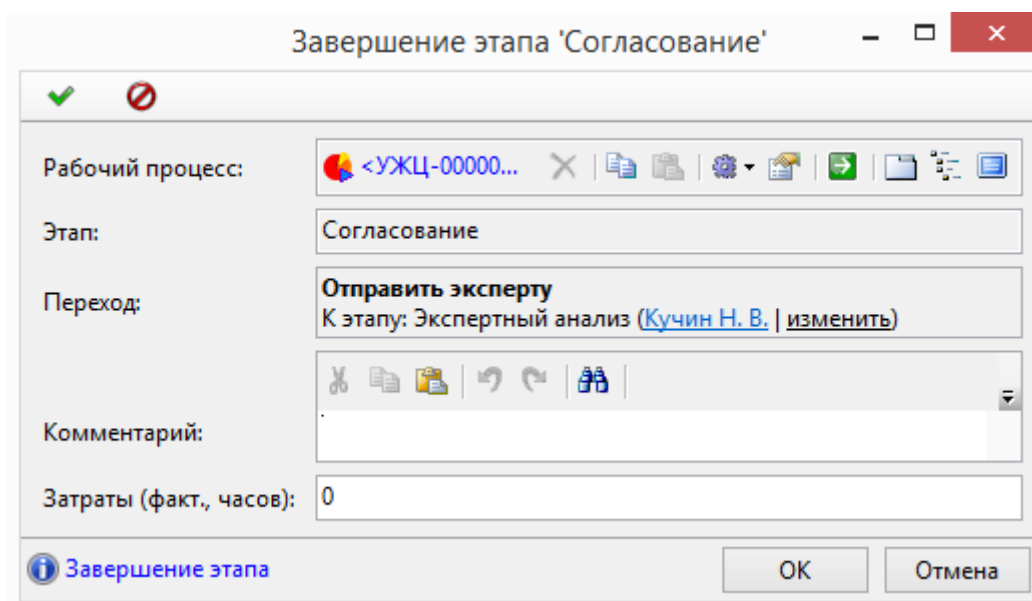 Завершение этапа 'Согласование'
Рабочий процесс:
<УЖЦ-00000...
Этап:
Согласование
Переход:
Отправить эксперту
К этапу: Экспертный анализ (Кучин Н. В. | изменить)
Комментарий:
Затраты (факт., часов):
0
Завершение этапа
ОК
Отмена